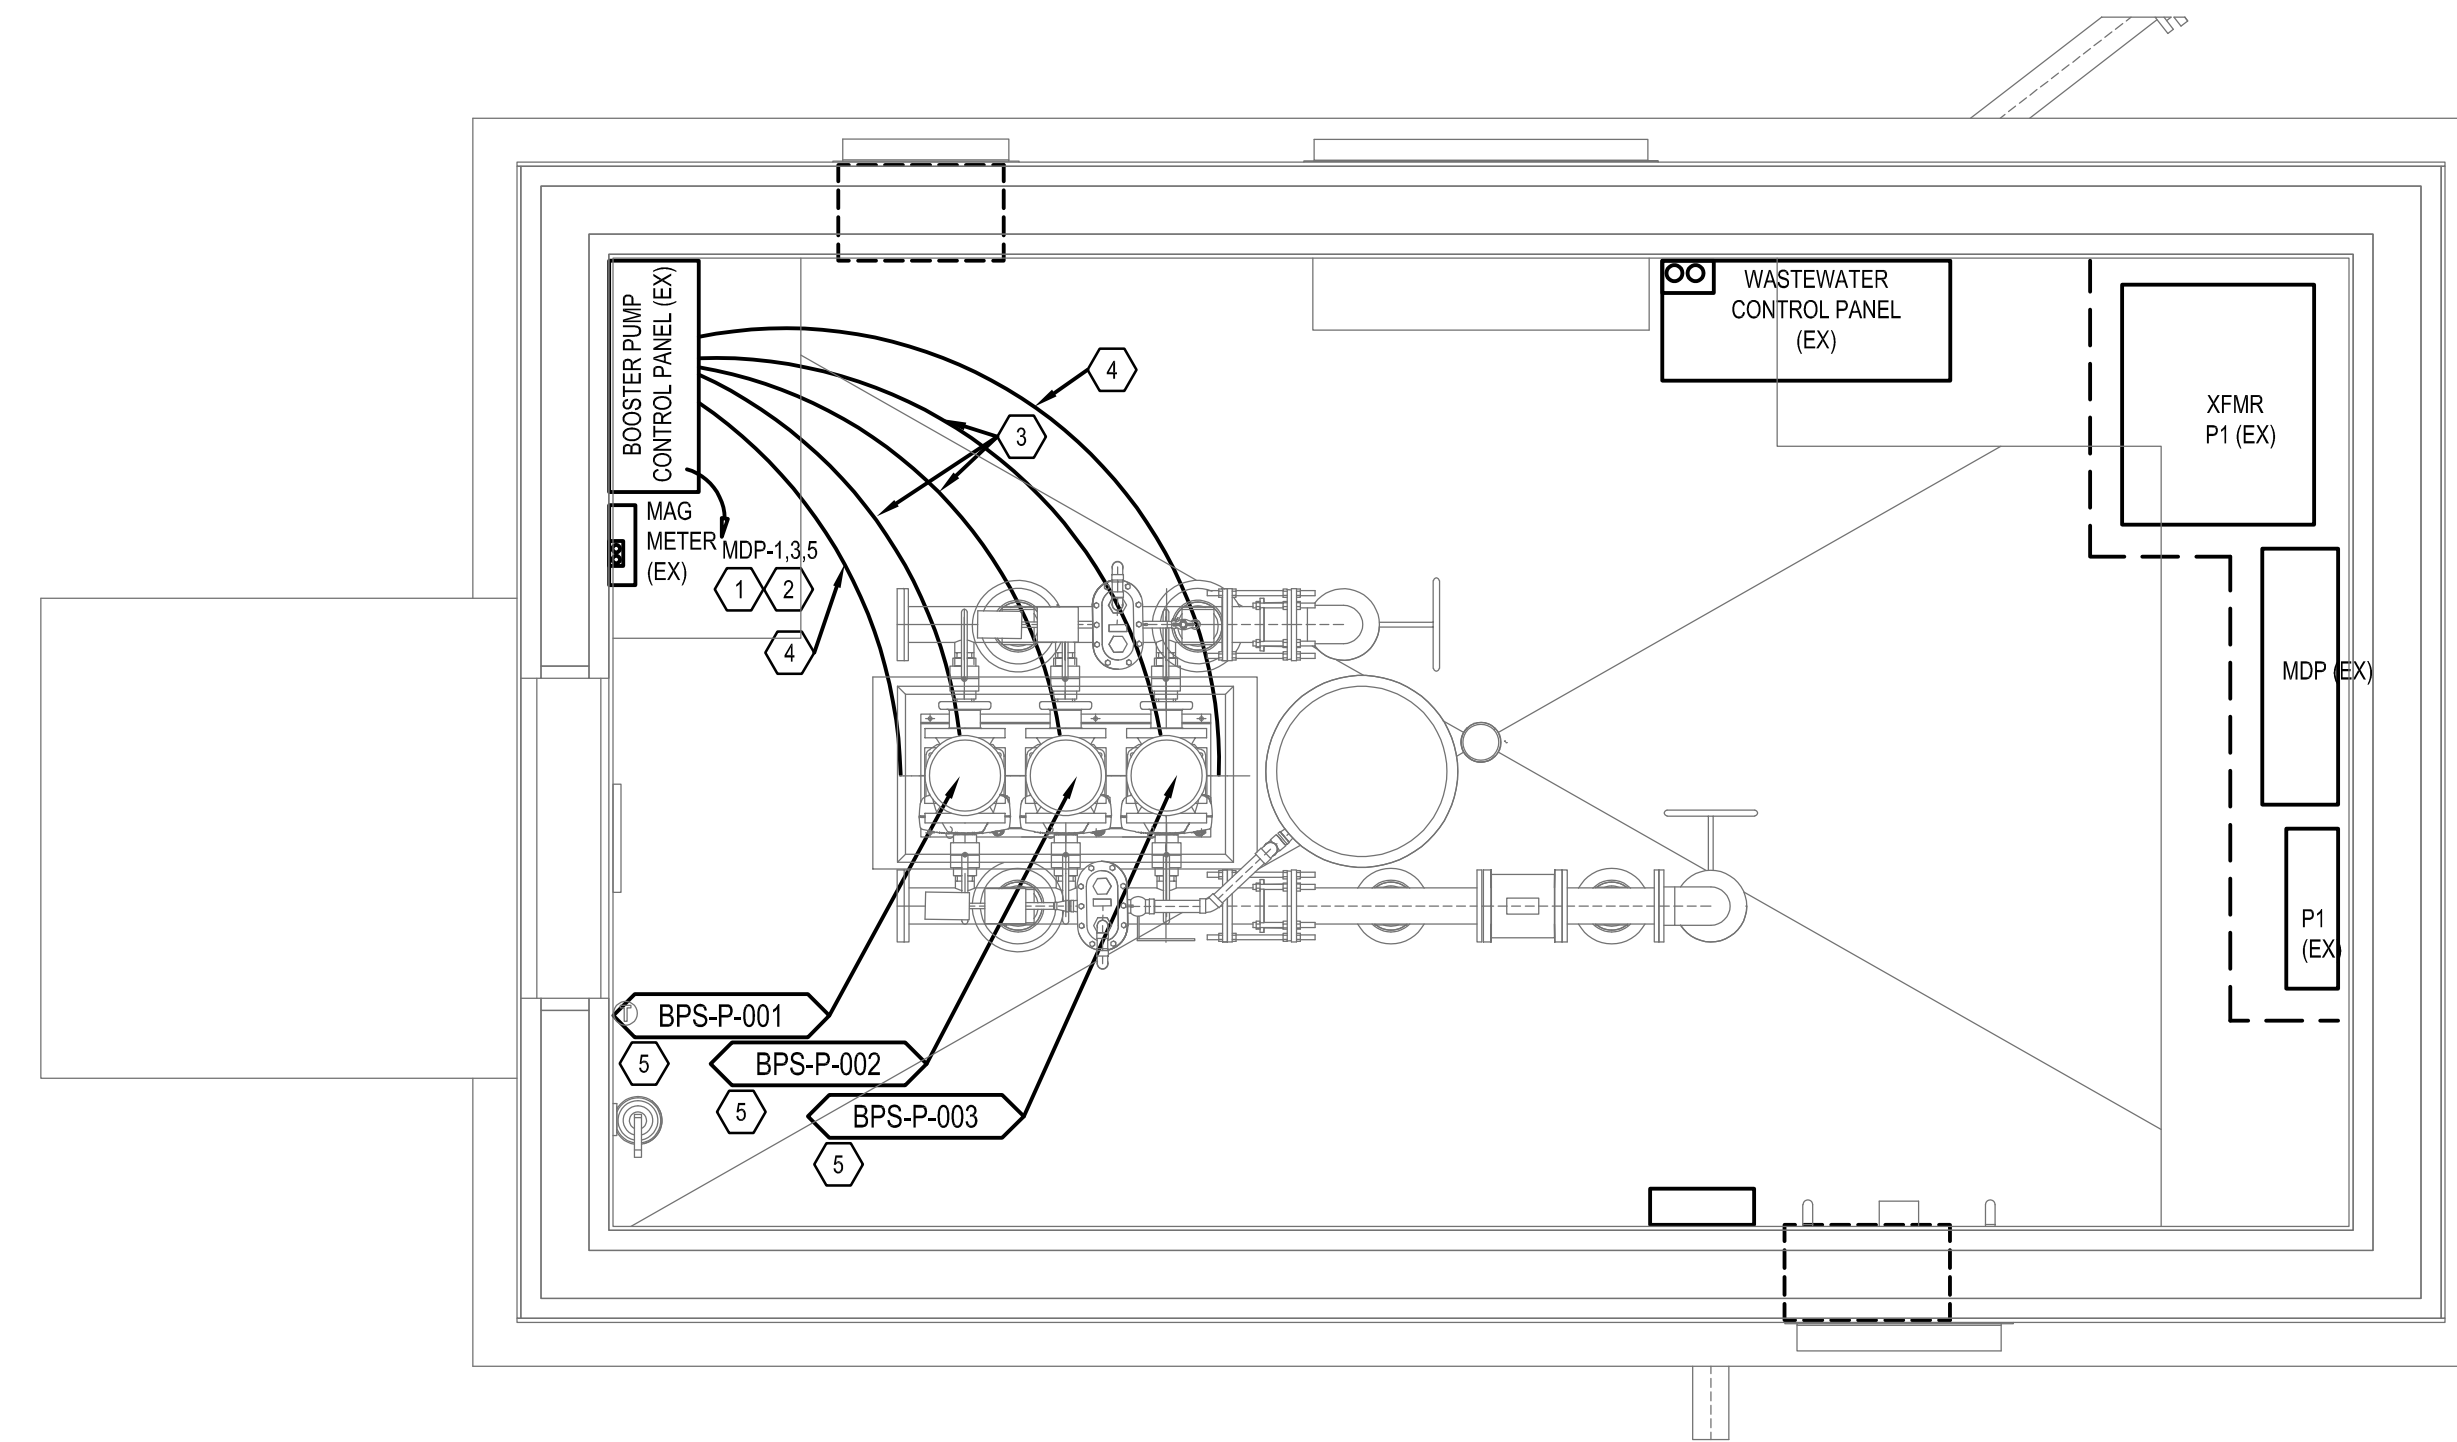 BOOSTER PUMP
CONTROL PANEL (EX)
WASTEWATER
CONTROL PANEL
(EX)
XFMR
P1 (EX)
4
3
MAG
METER
(EX)
MDP-1,3,5
1
2
4
MDP (EX)
P1
(EX)
BPS-P-001
5
BPS-P-002
5
BPS-P-003
5
T